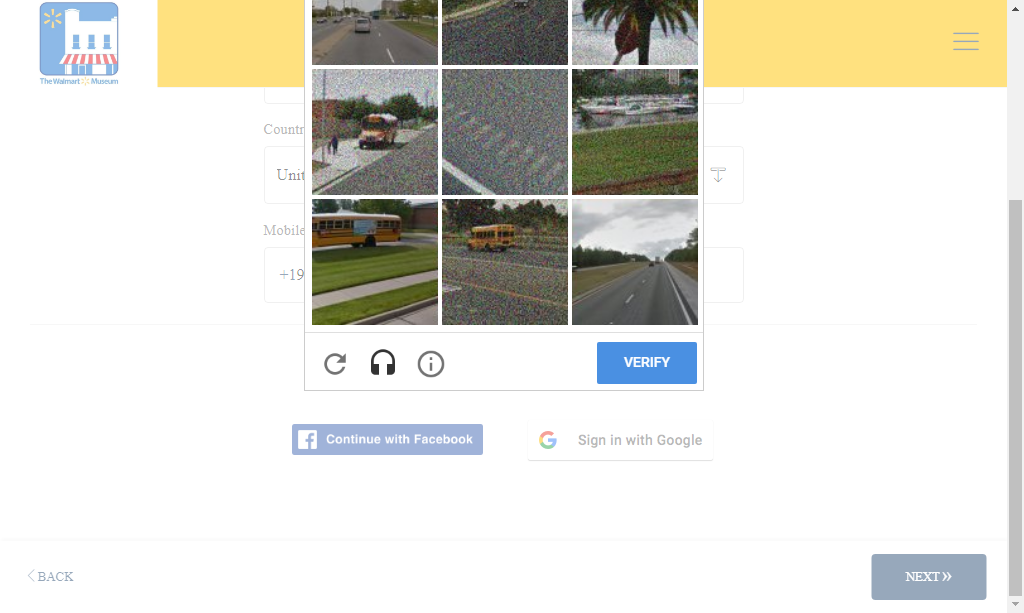 The Walmart Museum
Countr
Unit
Mobile
+19
VERIFY
Continue with Facebook
Sign in with Google
BACK
NEXT »